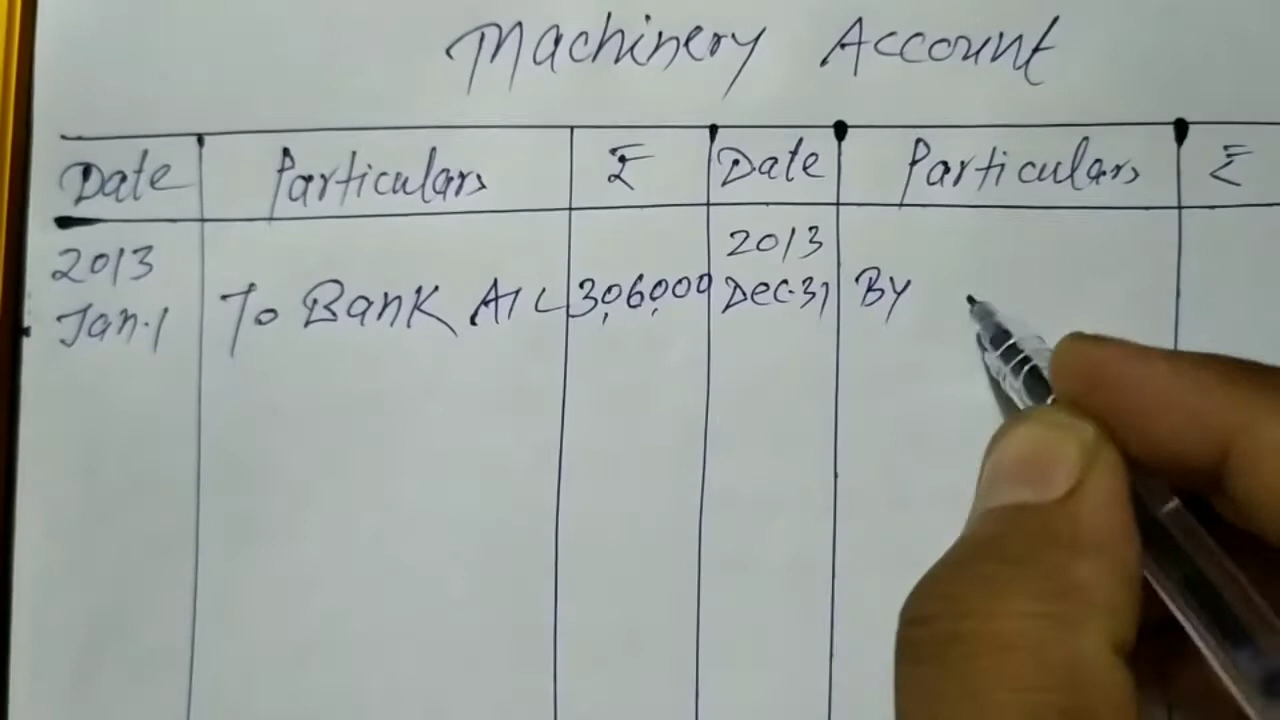 Machinery Account
Date Particulars ₹ Date Particulars ₹
2013 2013
Jan.1 To Bank A/c 3,06,000 Dec.31 By